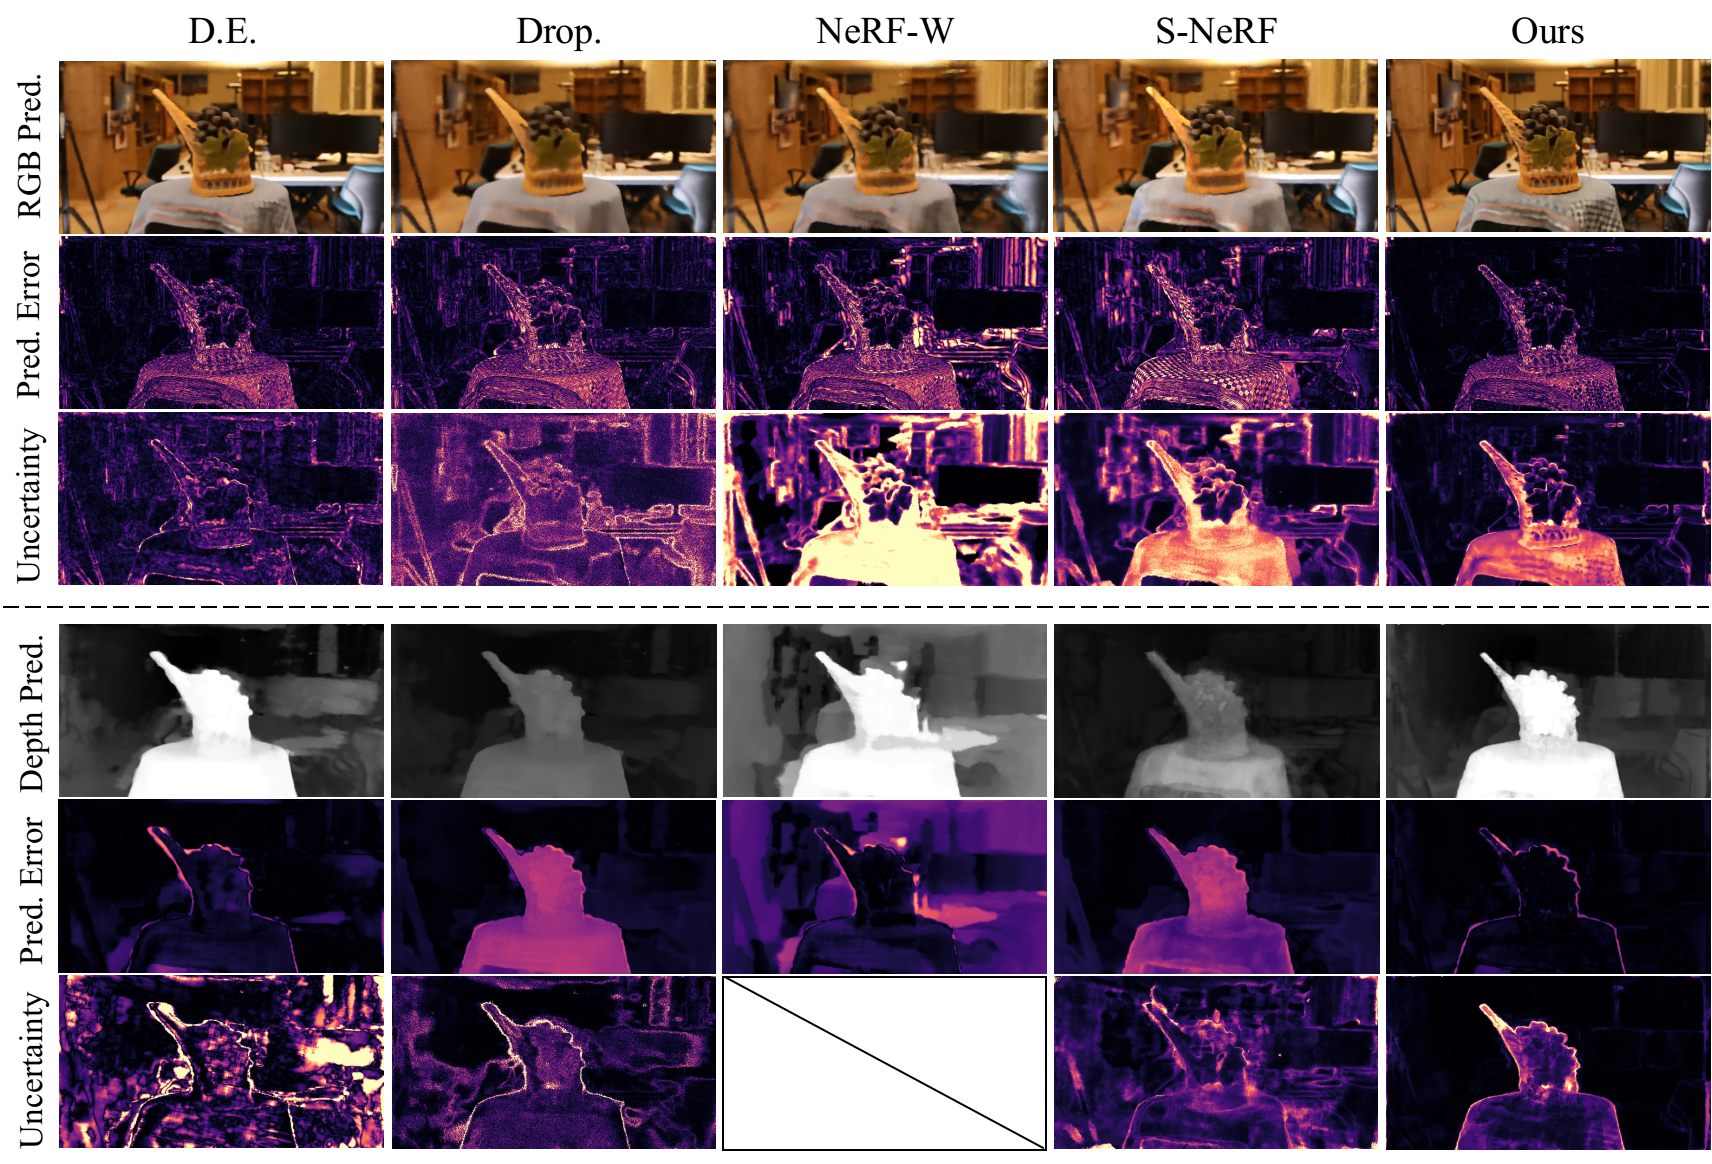 D.E. Drop. NeRF-W S-NeRF Ours
RGB Pred.
Pred. Error
Uncertainty
Depth Pred.
Pred. Error
Uncertainty